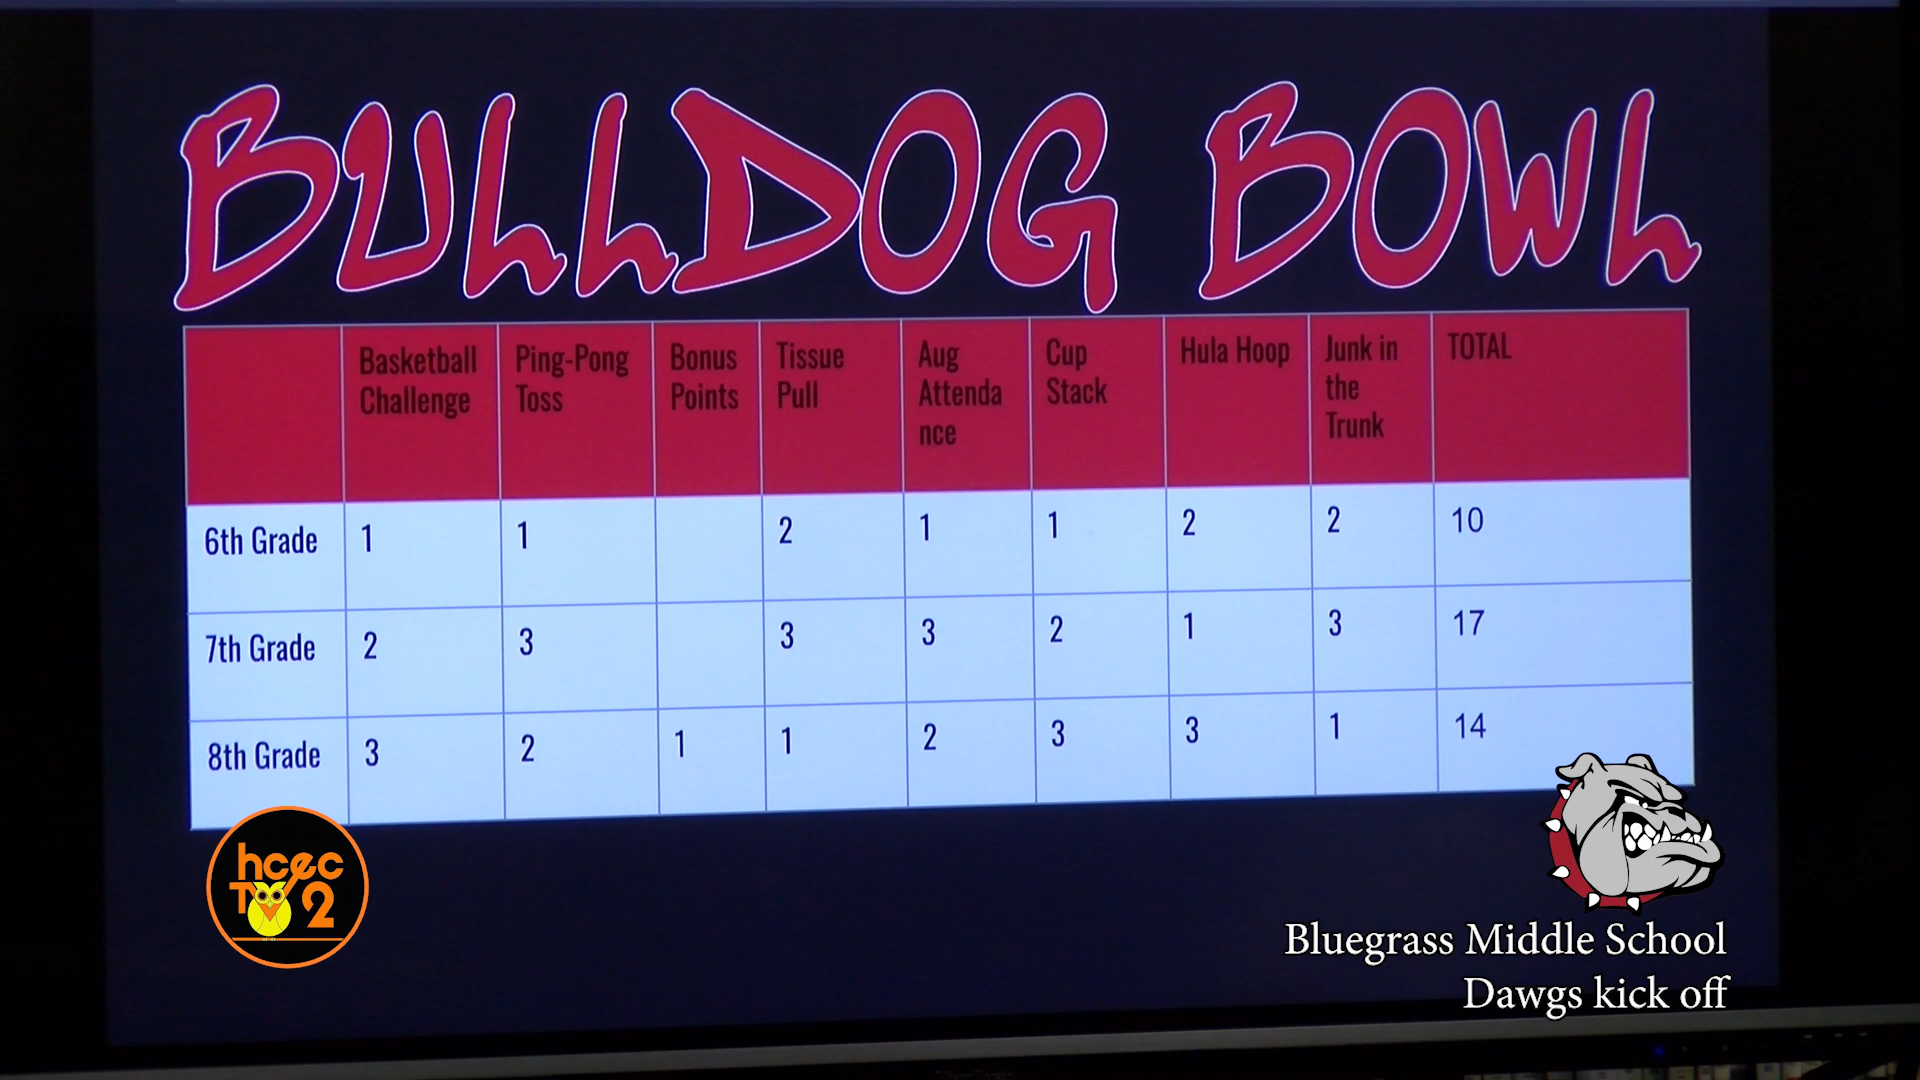 BULLDOG BOWL
Basketball Challenge Ping-Pong Toss Bonus Points Tissue Pull Aug Attendance Cup Stack Hula Hoop Junk in the Trunk TOTAL
6th Grade 1 1 2 1 1 2 2 10
7th Grade 2 3 3 3 2 1 3 17
8th Grade 3 2 1 1 2 3 3 1 14
hcec
TV 2
Bluegrass Middle School
Dawgs kick off